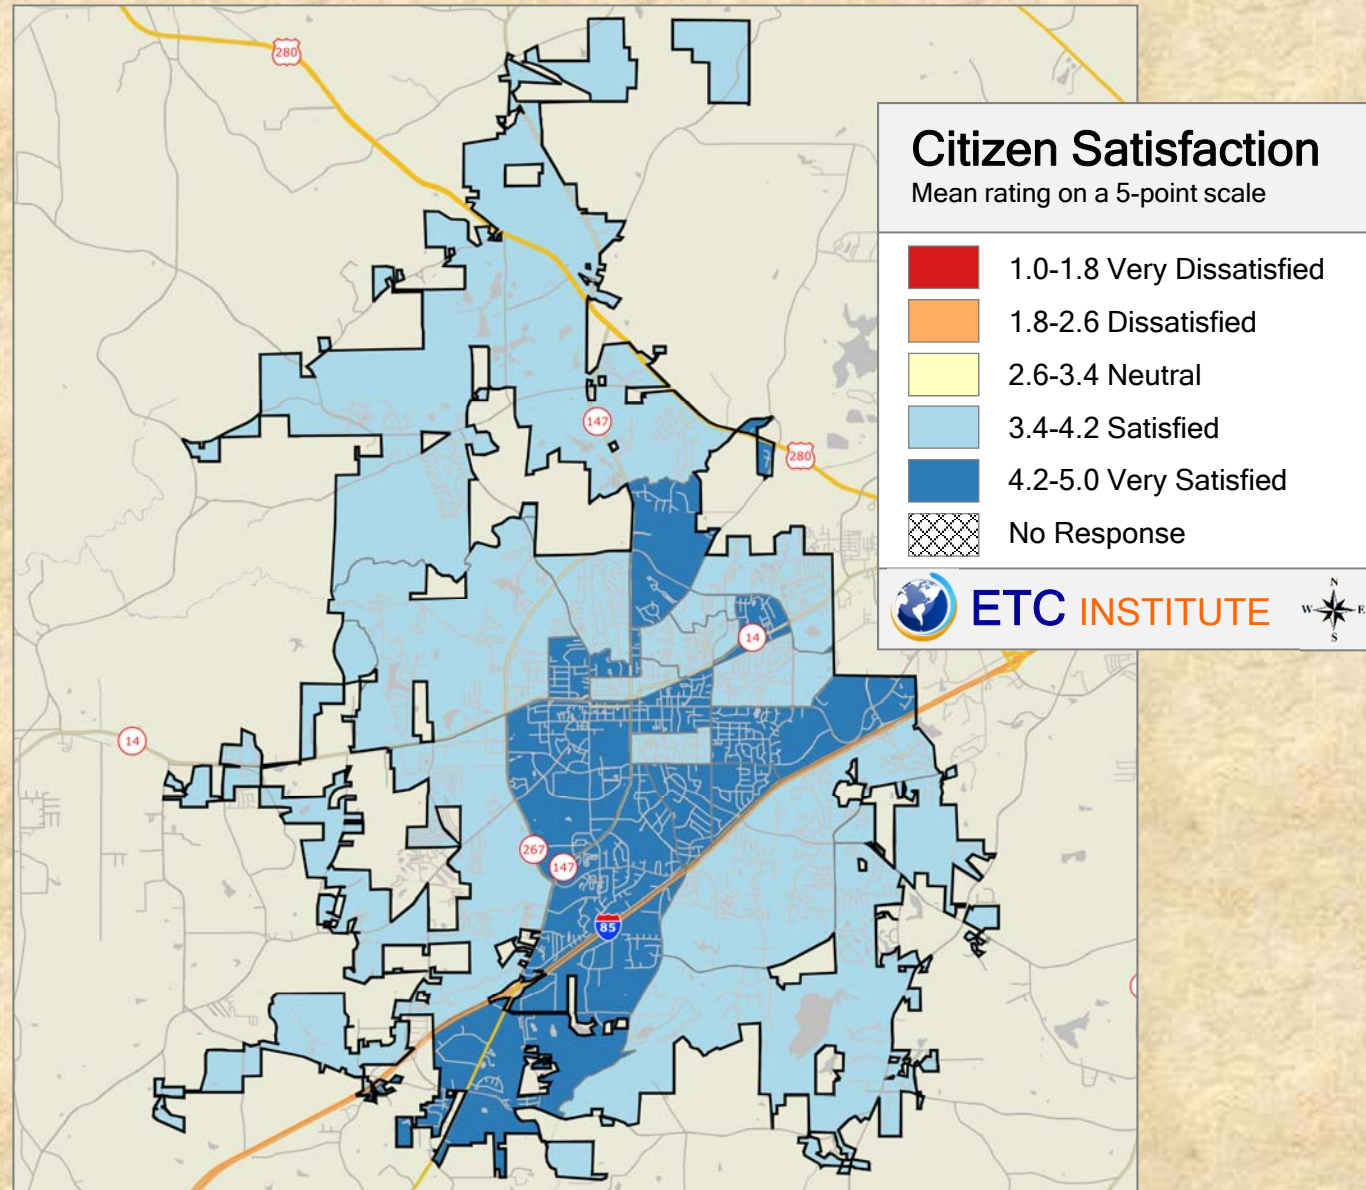 280
Citizen Satisfaction
Mean rating on a 5-point scale
1.0-1.8 Very Dissatisfied
1.8-2.6 Dissatisfied
2.6-3.4 Neutral
3.4-4.2 Satisfied
4.2-5.0 Very Satisfied
No Response
ETC INSTITUTE
N
W
E
S
147
280
14
14
267
147
85